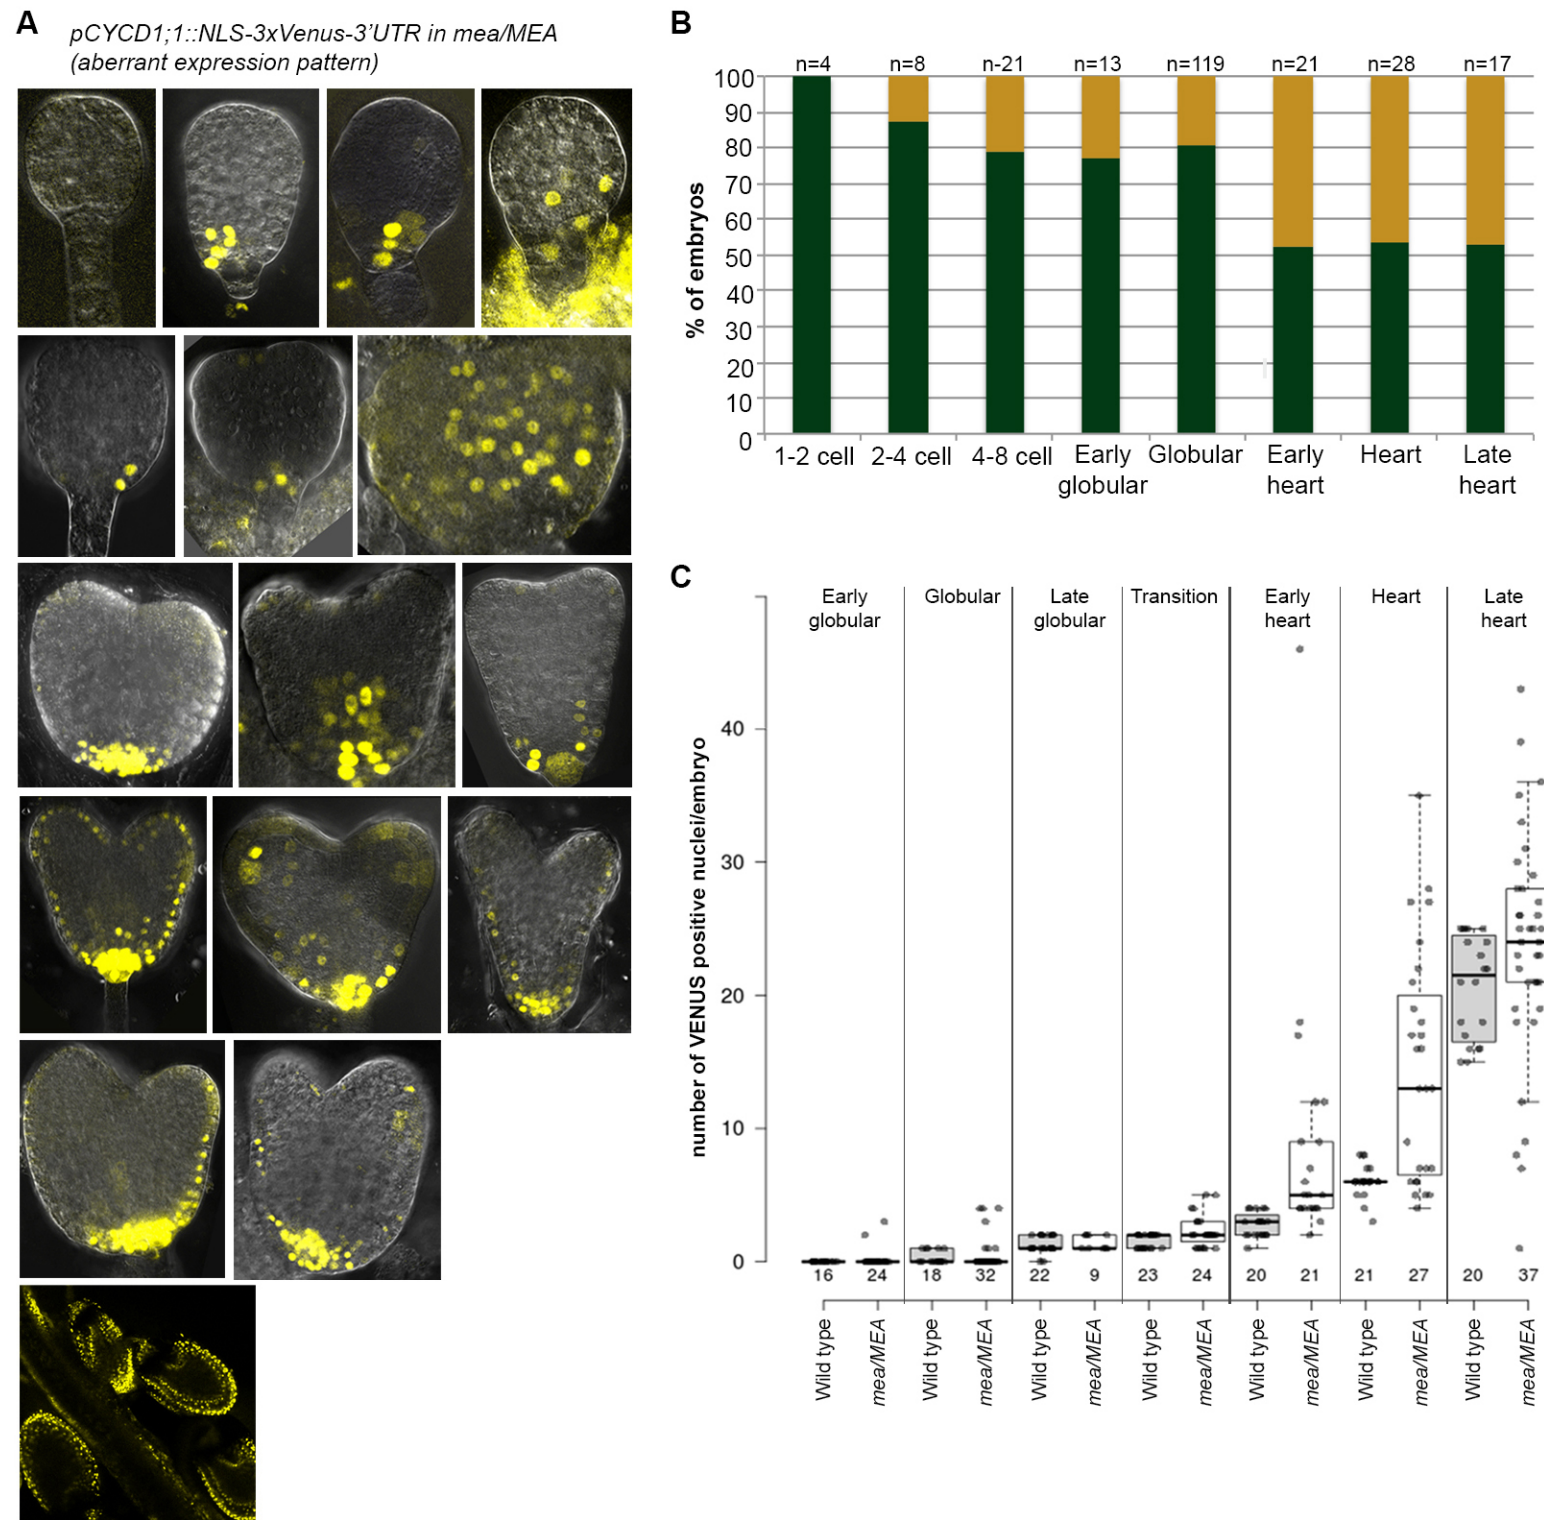 A
pCYCD1;1::NLS-3xVenus-3'UTR in mea/MEA
(aberrant expression pattern)
B
n=4 n=8 n-21 n=13 n=119 n=21 n=28 n=17
100
90
80
70
60
50
40
30
20
10
0
% of embryos
1-2 cell 2-4 cell 4-8 cell Early Globular Early Heart Late
globular heart heart
C
Early Globular Late Transition Early Heart Late
globular globular heart heart
40
30
20
10
0
number of VENUS positive nuclei/embryo
16 24 18 32 22 9 23 24 20 21 21 27 20 37
Wild type
mea/MEA
Wild type
mea/MEA
Wild type
mea/MEA
Wild type
mea/MEA
Wild type
mea/MEA
Wild type
mea/MEA
Wild type
mea/MEA